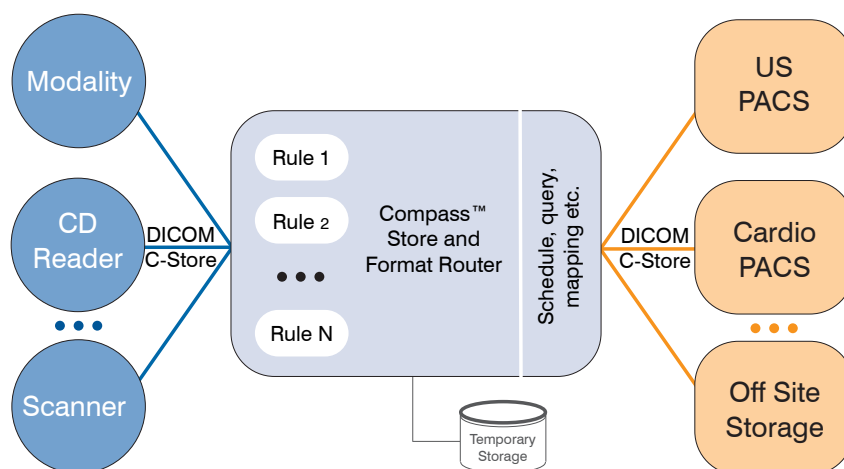 Modality
CD
Reader
Scanner
DICOM
C-Store
Rule 1
Rule 2
Rule N
Compass™
Store and
Format Router
Schedule, query,
mapping etc.
Temporary
Storage
DICOM
C-Store
US
PACS
Cardio
PACS
Off Site
Storage